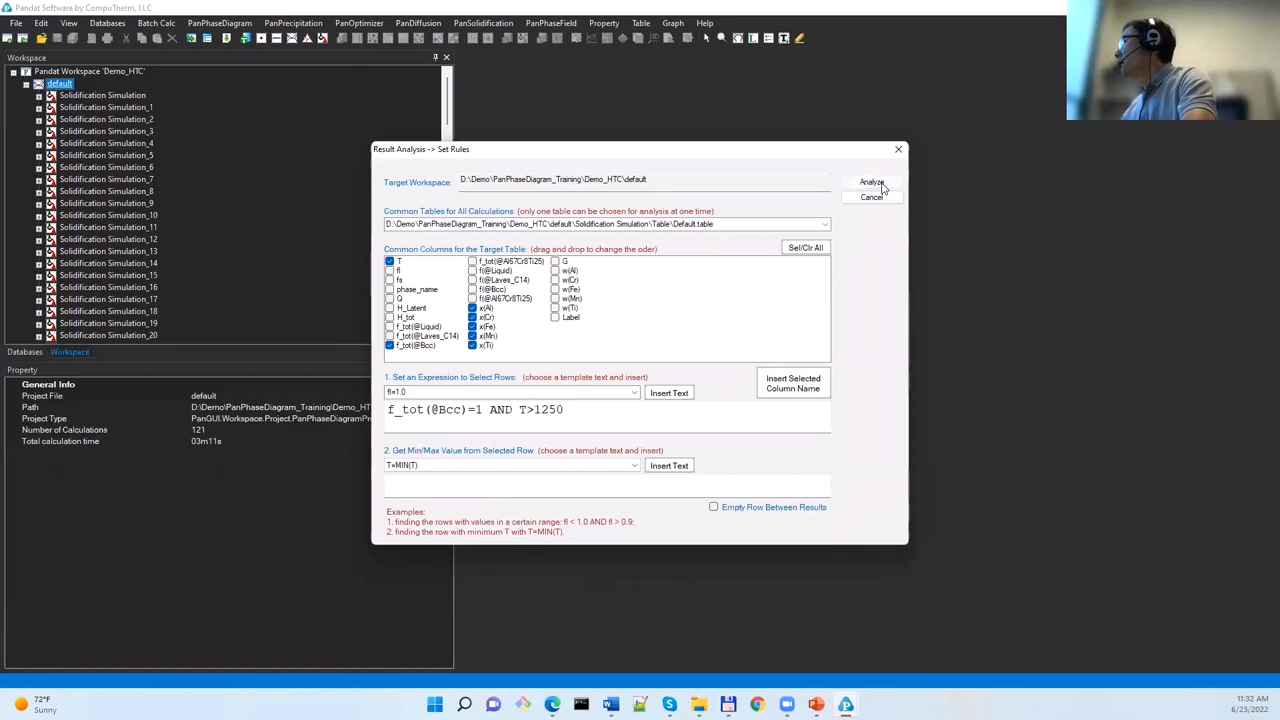 Pandat Software by CompuTherm, LLC
File Edit View Databases Batch Calc PanPhaseDiagram PanPrecipitation PanOptimizer PanDiffusion PanSolidification PanPhaseField Property Table Graph Help
Workspace
Pandat Workspace 'Demo_HTC'
default
Solidification Simulation
Solidification Simulation_1
Solidification Simulation_2
Solidification Simulation_3
Solidification Simulation_4
Solidification Simulation_5
Solidification Simulation_6
Solidification Simulation_7
Solidification Simulation_8
Solidification Simulation_9
Solidification Simulation_10
Solidification Simulation_11
Solidification Simulation_12
Solidification Simulation_13
Solidification Simulation_14
Solidification Simulation_15
Solidification Simulation_16
Solidification Simulation_17
Solidification Simulation_18
Solidification Simulation_19
Solidification Simulation_20
Databases Workspace
Property
General Info
Project File default
Path D:\Demo\PanPhaseDiagram_Training\Demo_HT
Project Type PanGUI.Workspace.Project.PanPhaseDiagramPr
Number of Calculations 121
Total calculation time 03m11s
Result Analysis -> Set Rules
Target Workspace: D:\Demo\PanPhaseDiagram_Training\Demo_HTC\default
Analyze
Cancel
Common Tables for All Calculations: (only one table can be chosen for analysis at one time)
D:\Demo\PanPhaseDiagram_Training\Demo_HTC\default\Solidification Simulation\Table\Default.table
Common Columns for the Target Table: (drag and drop to change the oder)
Sel/Clr All
T f_tot(@Al67Cr8Ti25) G
fl f(@Liquid) w(Al)
fs f(@Laves_C14) w(Cr)
phase_name f(@Bcc) w(Fe)
Q f(@Al67Cr8Ti25) w(Mn)
H_Latent x(Al) w(Ti)
H_tot x(Cr) Label
f_tot(@Liquid) x(Fe)
f_tot(@Laves_C14) x(Mn)
f_tot(@Bcc) x(Ti)
1. Set an Expression to Select Rows: (choose a template text and insert)
fl=1.0
Insert Text
Insert Selected
Column Name
f_tot(@Bcc)=1 AND T>1250
2. Get Min/Max Value from Selected Row (choose a template text and insert)
T=MIN(T)
Insert Text
Empty Row Between Results
Examples:
1. finding the rows with values in a certain range: fl < 1.0 AND fl > 0.9;
2. finding the row with minimum T with T=MIN(T).
72°F
Sunny
11:32 AM
6/23/2022